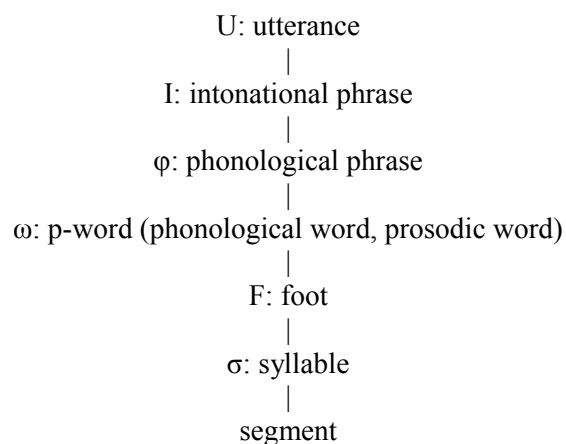 U: utterance
|
I: intonational phrase
|
φ: phonological phrase
|
ω: p-word (phonological word, prosodic word)
|
F: foot
|
σ: syllable
|
segment